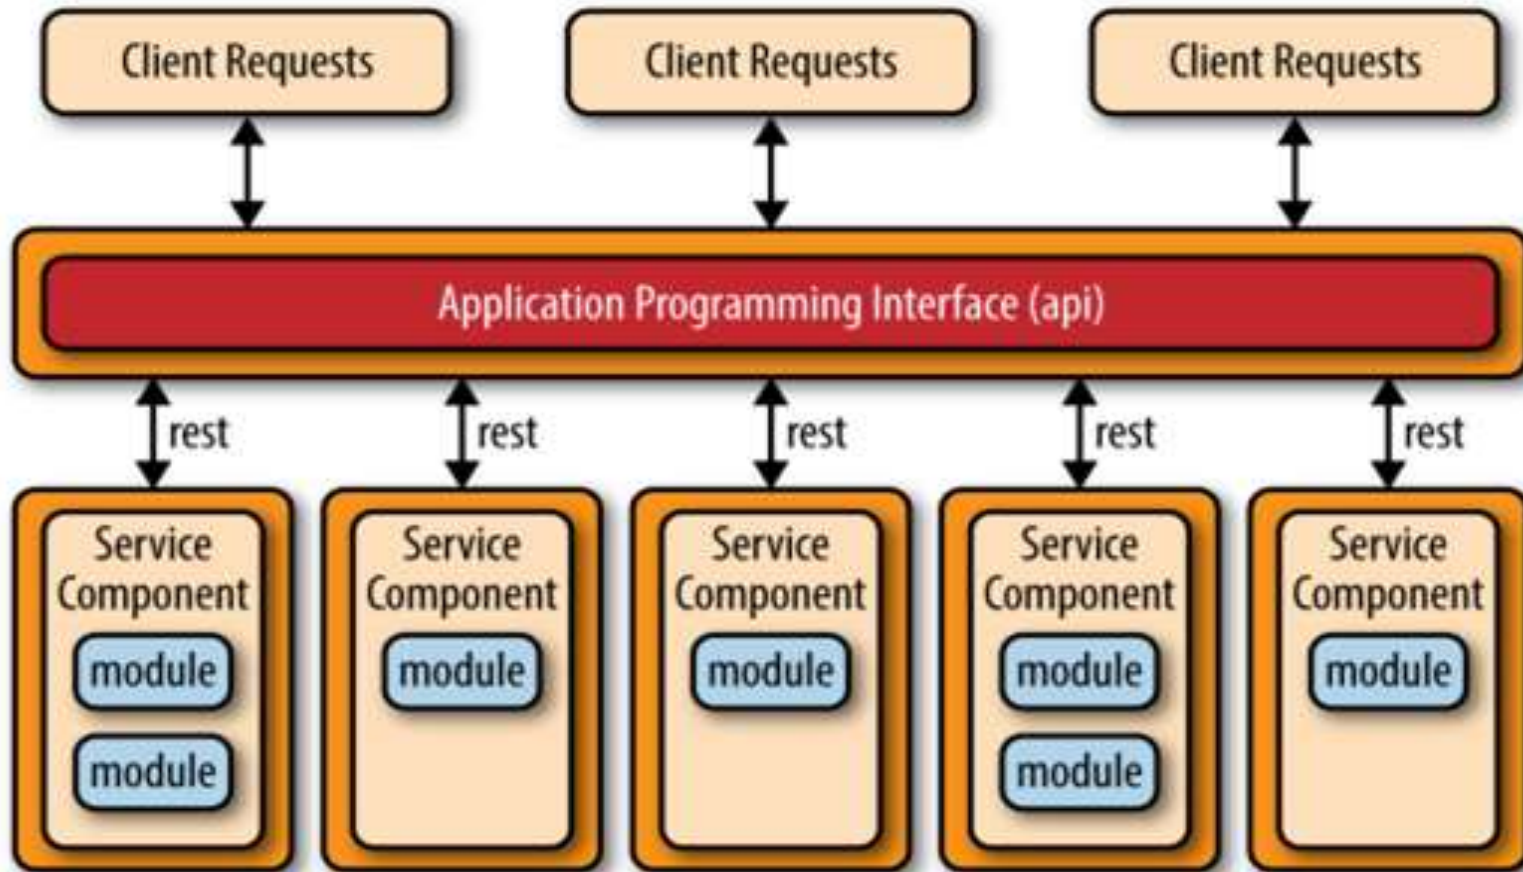 Client Requests
Client Requests
Client Requests
Application Programming Interface (api)
rest
rest
rest
rest
rest
Service
Component
module
module
Service
Component
module
Service
Component
module
Service
Component
module
module
Service
Component
module